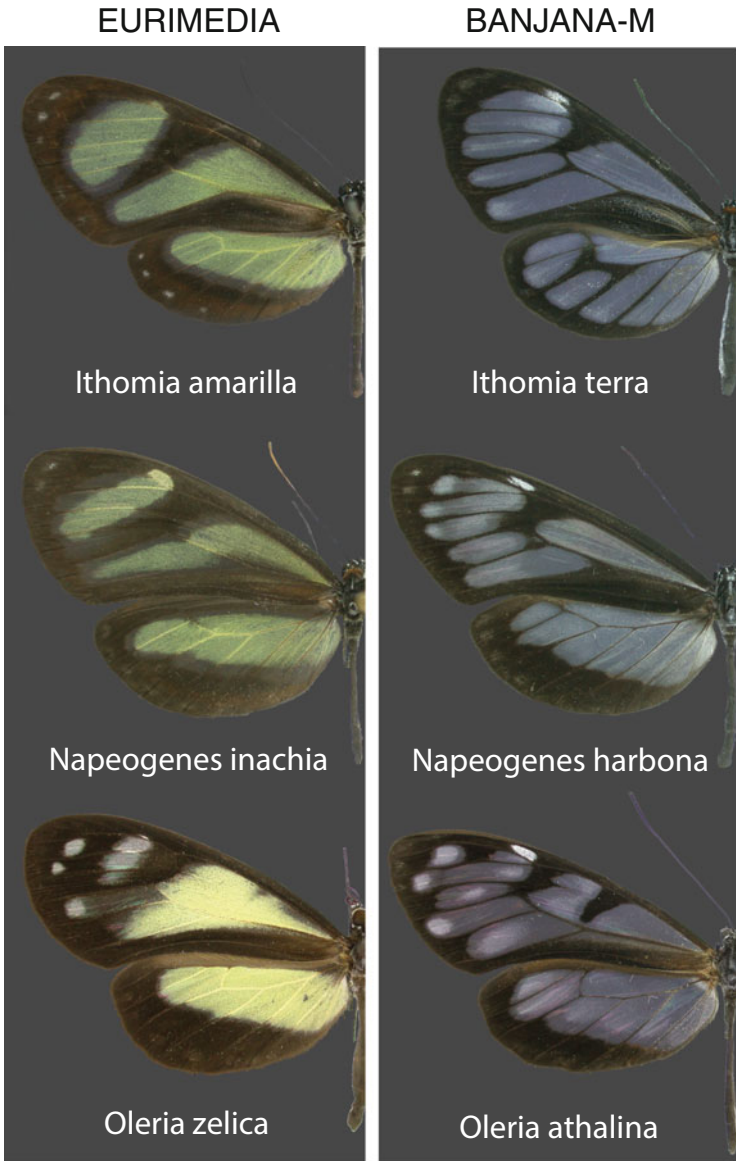 EURIMEDIA
BANJANA-M
Ithomia amarilla
Ithomia terra
Napeogenes inachia
Napeogenes harbona
Oleria zelica
Oleria athalina